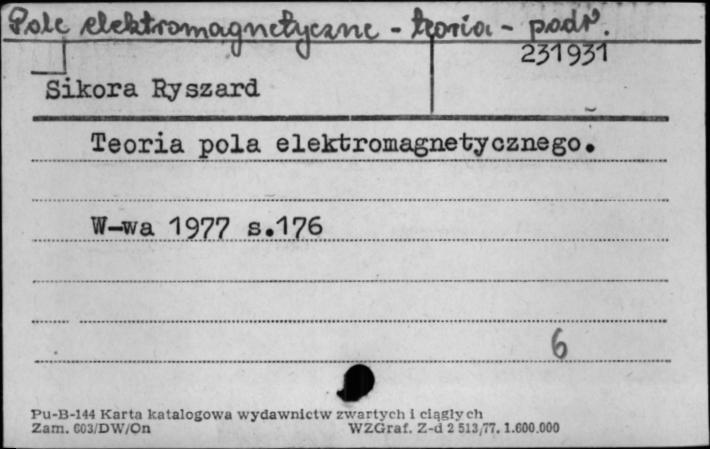 Pole elektromagnetyczne - teoria - podr.
231931
Sikora Ryszard
Teoria pola elektromagnetycznego.
W-wa 1977 s.176
6
Pu-B-144 Karta katalogowa wydawnictw zwartych i ciągłych
Zam. 603/DW/On WZGraf. Z-d 2 513/77. 1.600.000